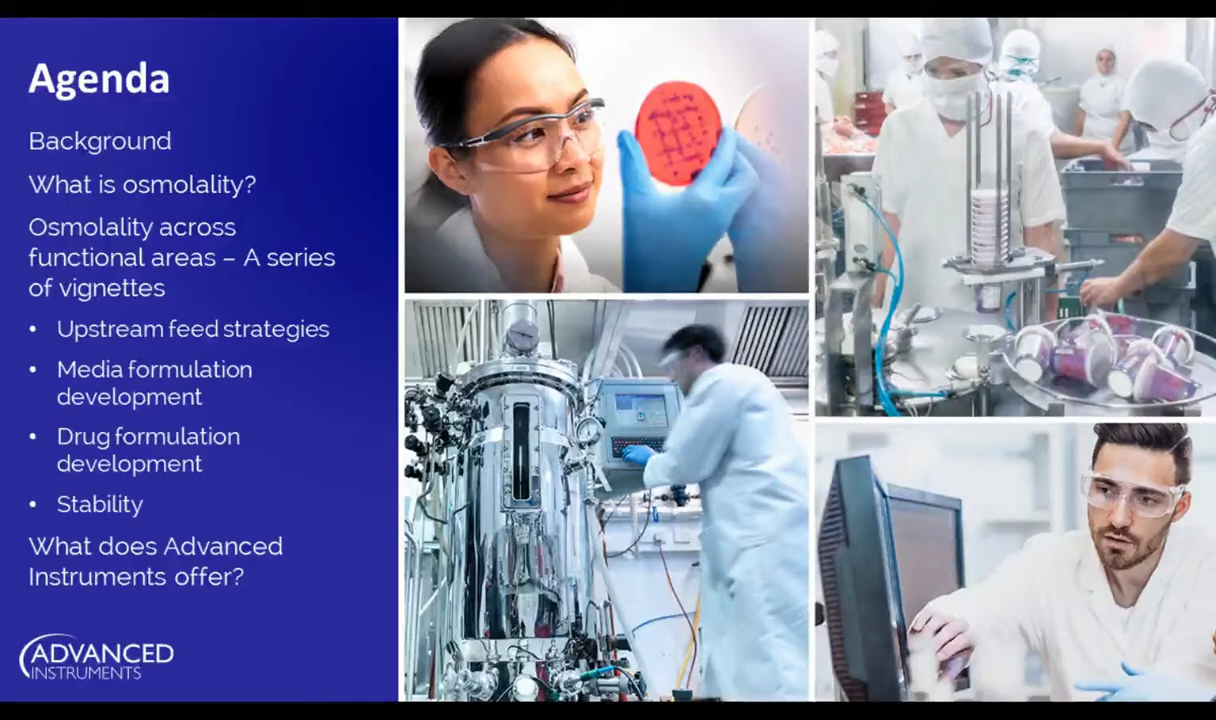 Agenda
Background
What is osmolality?
Osmolality across
functional areas – A series
of vignettes
• Upstream feed strategies
• Media formulation
development
• Drug formulation
development
• Stability
What does Advanced
Instruments offer?
ADVANCED
INSTRUMENTS